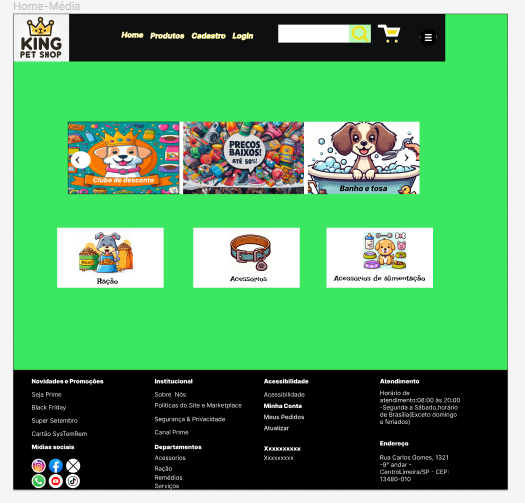 Home-Média
KING
PET SHOP
Home Produtos Cadastro Login
Clube de desconto
PREÇOS
BAIXOS!
ATÉ 50%!
Banho e tosa
Ração
Acessórios
Acessórios de alimentação
Novidades e Promoções
Seja Prime
Black Friday
Super Setembro
Cartão SysTemRem
Mídias sociais
Institucional
Sobre Nós
Políticas do Site e Marketplace
Segurança & Privacidade
Canal Prime
Departamentos
Acessorios
Ração
Remédios
Serviços
Acessibilidade
Acessibilidade
Minha Conta
Meus Pedidos
Atualizar
Xxxxxxxxxx
Xxxxxxxxx
Atendimento
Horário de
atendimento:08:00 às 20:00
-Segunda a Sábado,horário
de Brasília(Exceto domingo
e feriados)
Endereço
Rua Carlos Gomes, 1321
-9º andar -
CentroLimeira/SP - CEP:
13480-010